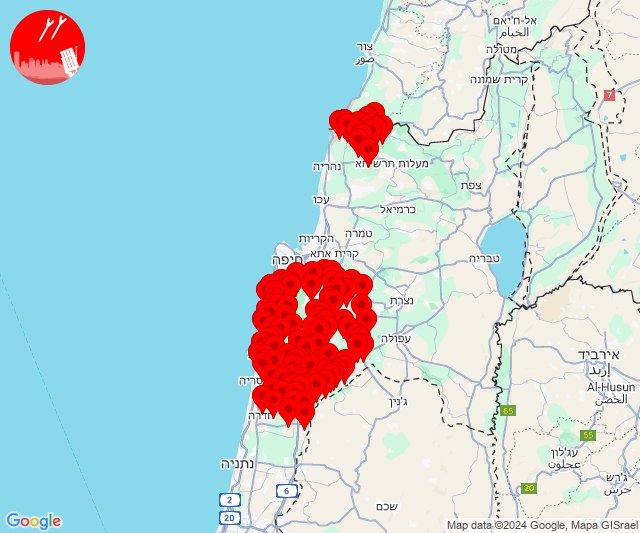 אל-ח'יאם
الخيام
מטולה
צור
صور
קרית שמונה
7
נהריה
מעלות תרשיחא
צפת
עכו
כרמיאל
הקריות
טמרה
חיפה
קרית אתא
טבריה
נצרת
עפולה
אירביד
إربد
Al-Husun
الحصن
ג'נין
65
חדרה
55
עג'לון
عجلون
נתניה
ג'רש
جرش
6
2
20
20
שכם
Google
Map data ©2024 Google, Mapa GISrael